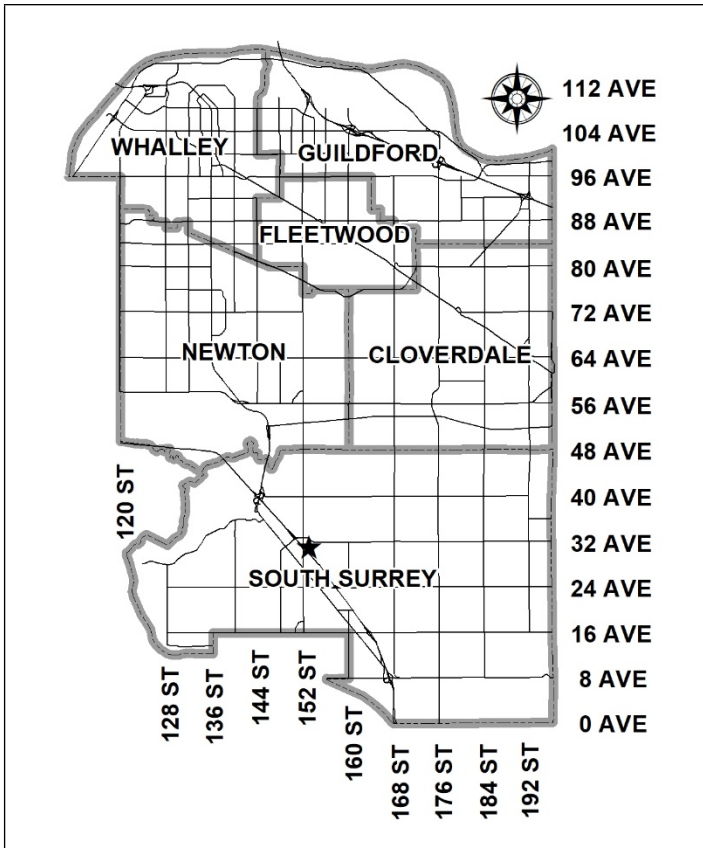 112 AVE
104 AVE
WHALLEY
GUILDFORD
96 AVE
88 AVE
FLEETWOOD
80 AVE
72 AVE
NEWTON
CLOVERDALE
64 AVE
56 AVE
48 AVE
120 ST
40 AVE
32 AVE
SOUTH SURREY
24 AVE
16 AVE
128 ST
136 ST
144 ST
152 ST
160 ST
8 AVE
0 AVE
168 ST
176 ST
184 ST
192 ST